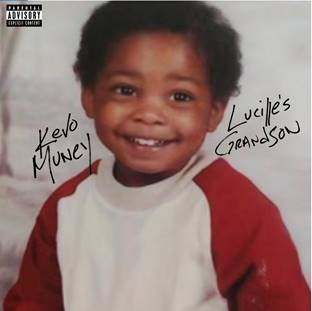 PARENTAL
ADVISORY
EXPLICIT CONTENT
Kevo
Muney
Lucille's
Grandson